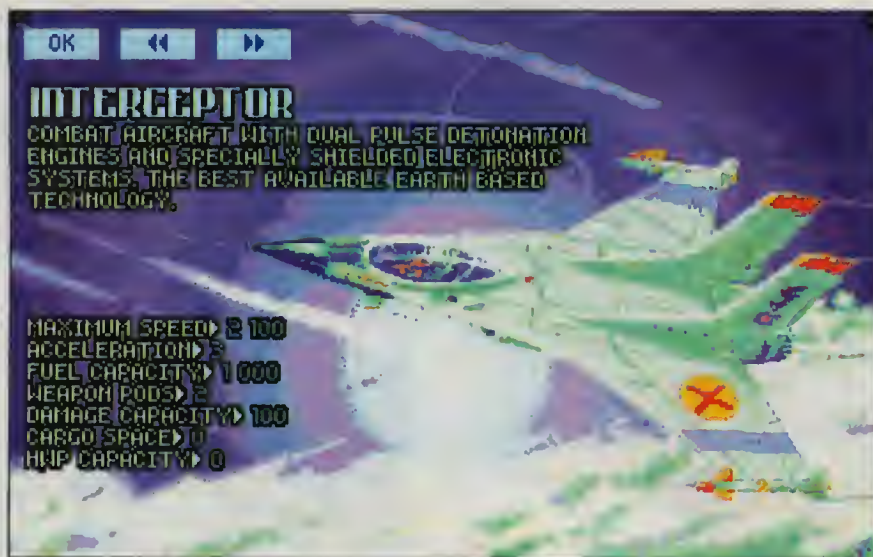 OK
INTERCEPTOR
COMBAT AIRCRAFT WITH DUAL PULSE DETONATION
ENGINES AND SPECIALLY SHIELDED ELECTRONIC
SYSTEMS. THE BEST AVAILABLE EARTH BASED
TECHNOLOGY.
MAXIMUM SPEED 2 100
ACCELERATION 3
FUEL CAPACITY 1 000
WEAPON PODS 2
DAMAGE CAPACITY 100
CARGO SPACE 0
HWP CAPACITY 0